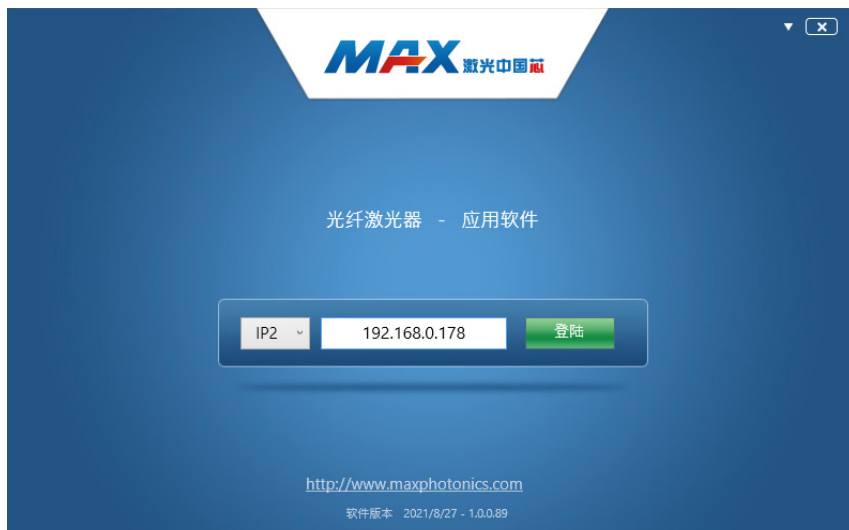 MAX 激光中国芯
光纤激光器 - 应用软件
IP2 192.168.0.178 登陆
http://www.maxphotonics.com
软件版本 2021/8/27 - 1.0.0.89